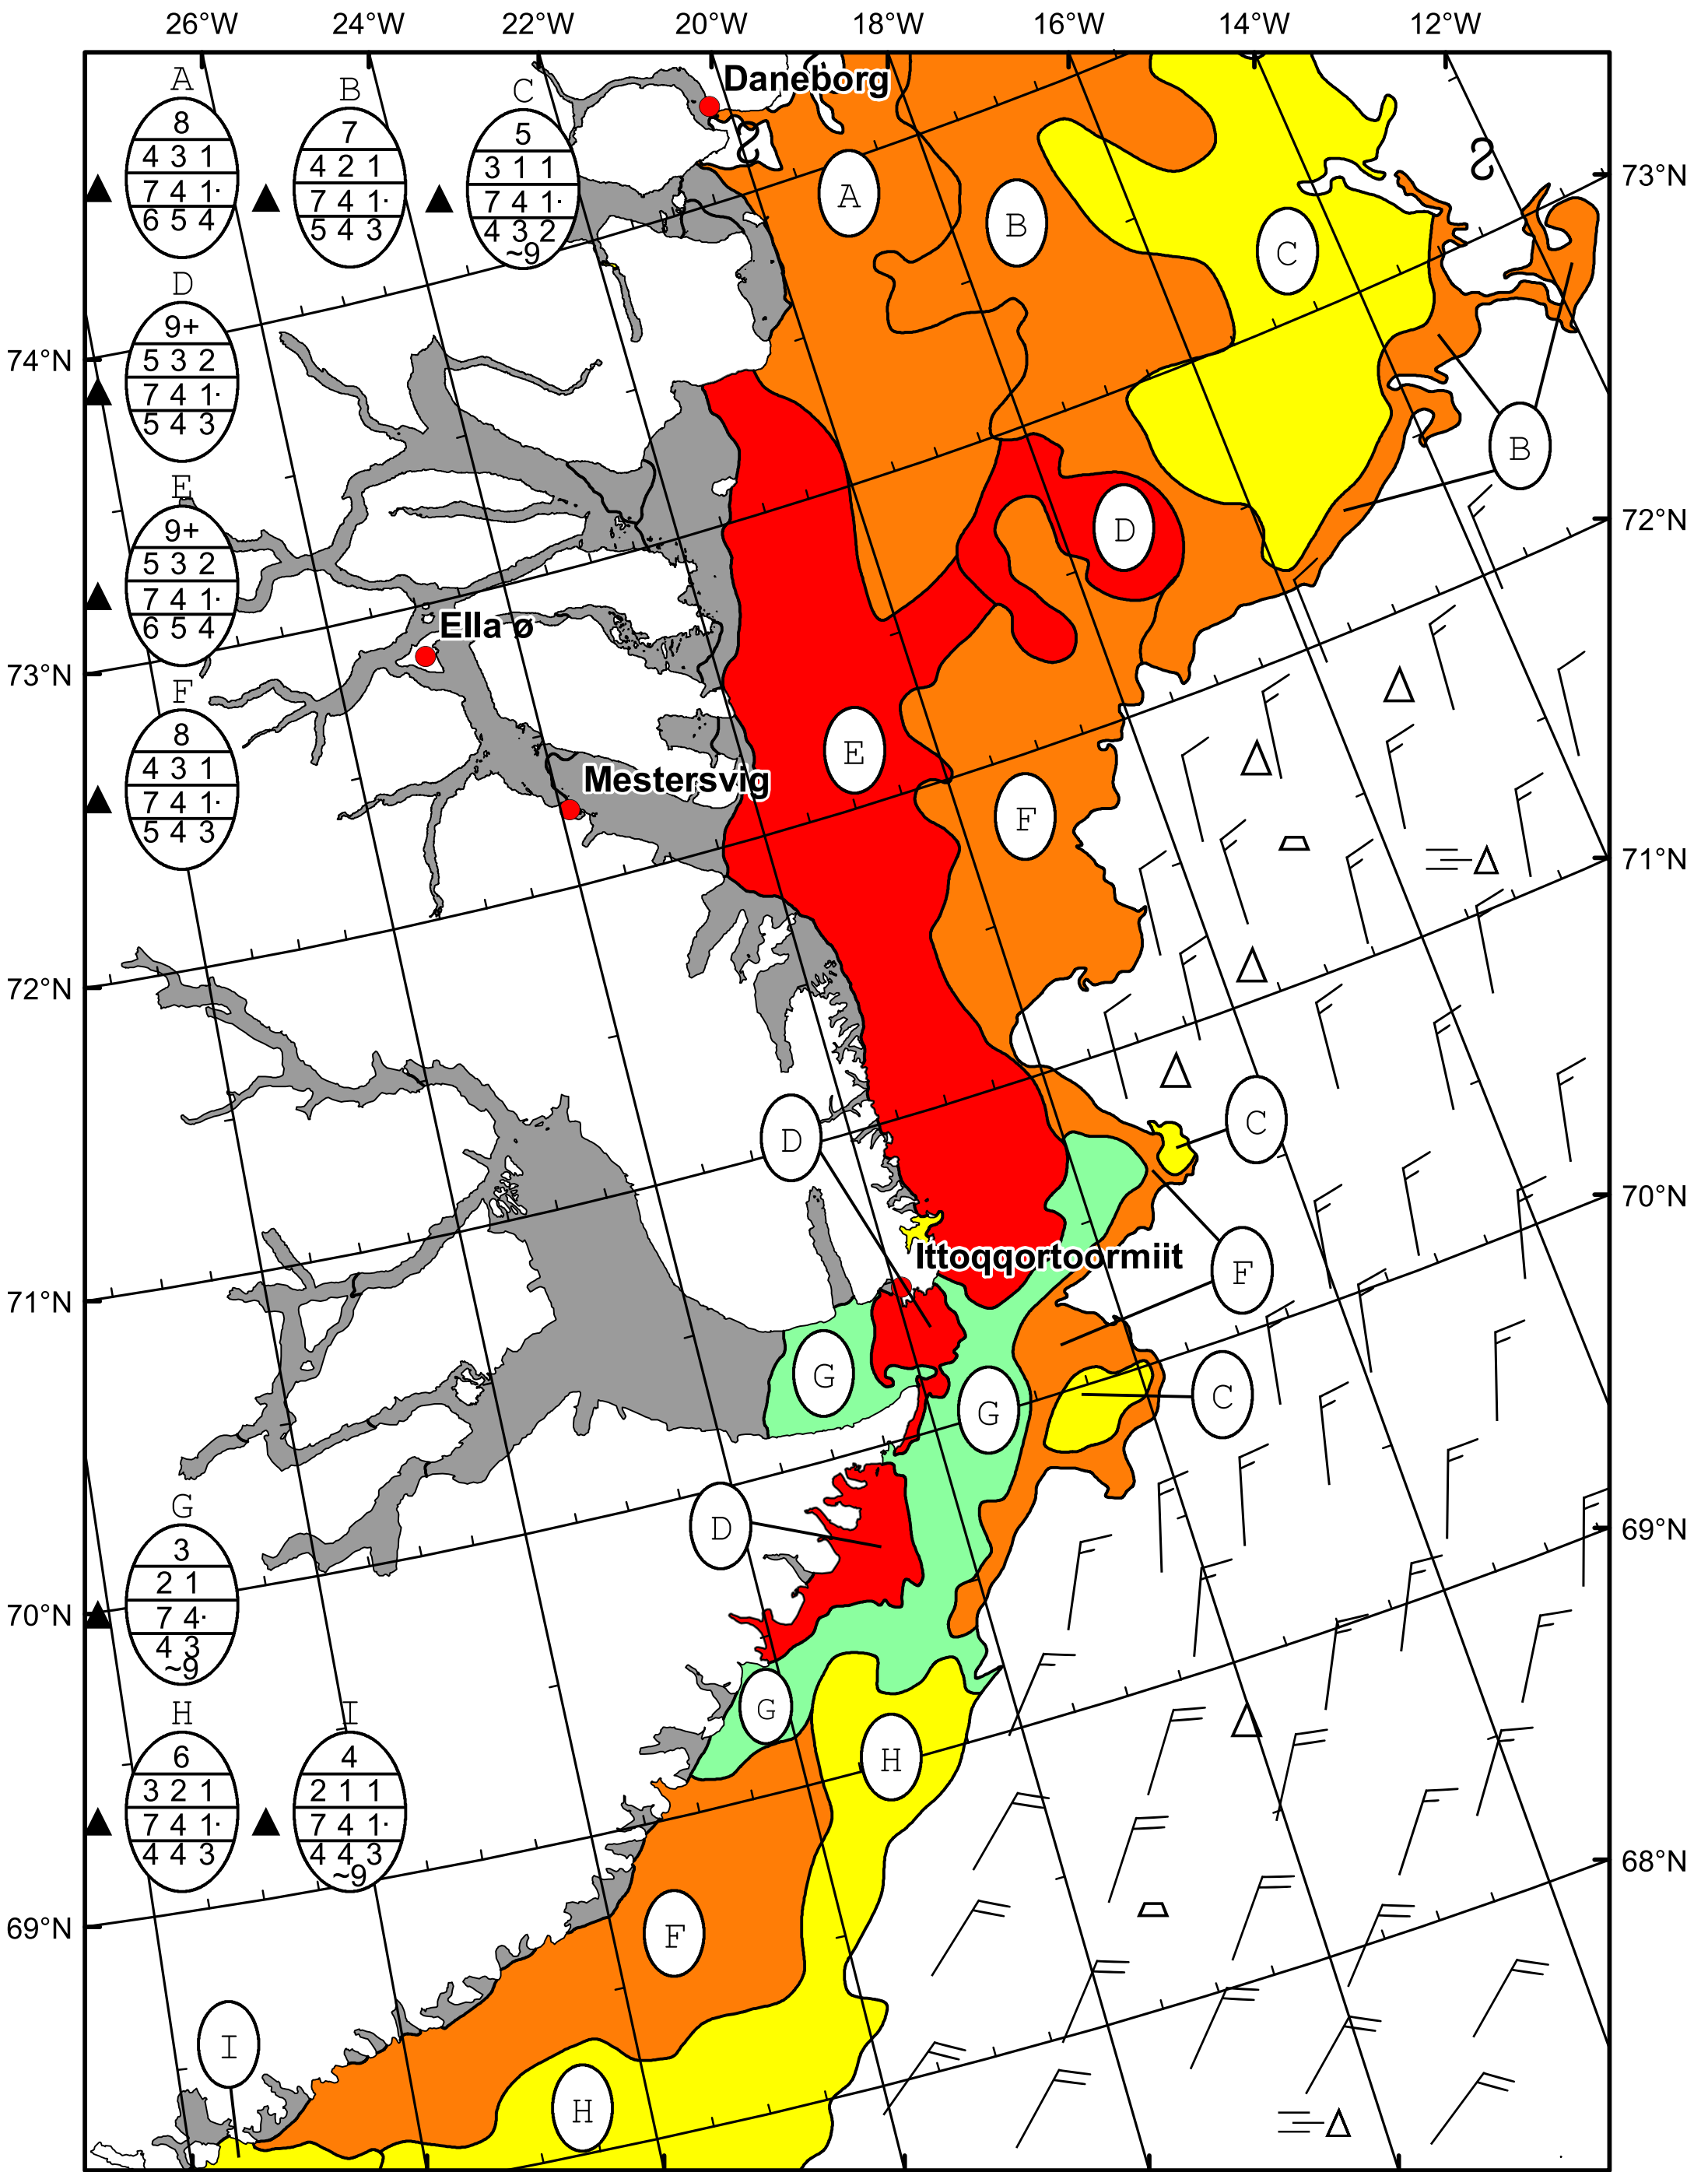 26°W 24°W 22°W 20°W 18°W 16°W 14°W 12°W
Daneborg
A
8
4 3 1
7 4 1·
6 5 4
B
7
4 2 1
7 4 1·
5 4 3
C
5
3 1 1
7 4 1·
4 3 2
~9
A
B
C
73°N
D
9+
5 3 2
7 4 1·
5 4 3
74°N
B
72°N
E
9+
5 3 2
7 4 1·
6 5 4
D
Ella ø
73°N
F
8
4 3 1
7 4 1·
5 4 3
E
Mestersvig
F
71°N
72°N
D
C
70°N
Ittoqqortoormiit
F
71°N
G
G
C
G
3
2 1
7 4·
4 3
~9
D
69°N
70°N
G
H
H
6
3 2 1
7 4 1·
4 4 3
I
4
2 1 1
7 4 1·
4 4 3
~9
68°N
69°N
F
I
H